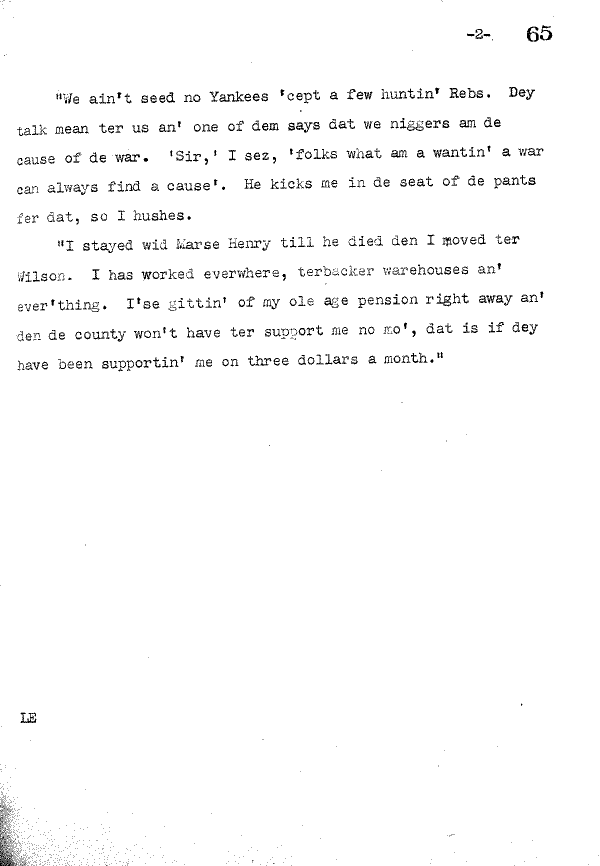 -2-. 65
"We ain't seed no Yankees 'cept a few huntin' Rebs. Dey
talk mean ter us an' one of dem says dat we niggers am de
cause of de war. 'Sir,' I sez, 'folks what am a wantin' a war
can always find a cause'. He kicks me in de seat of de pants
fer dat, so I hushes.
"I stayed wid Marse Henry till he died den I moved ter
Wilson. I has worked everwhere, terbacker warehouses an'
ever'thing. I'se gittin' of my ole age pension right away an'
den de county won't have ter support me no mo', dat is if dey
have been supportin' me on three dollars a month."
LE